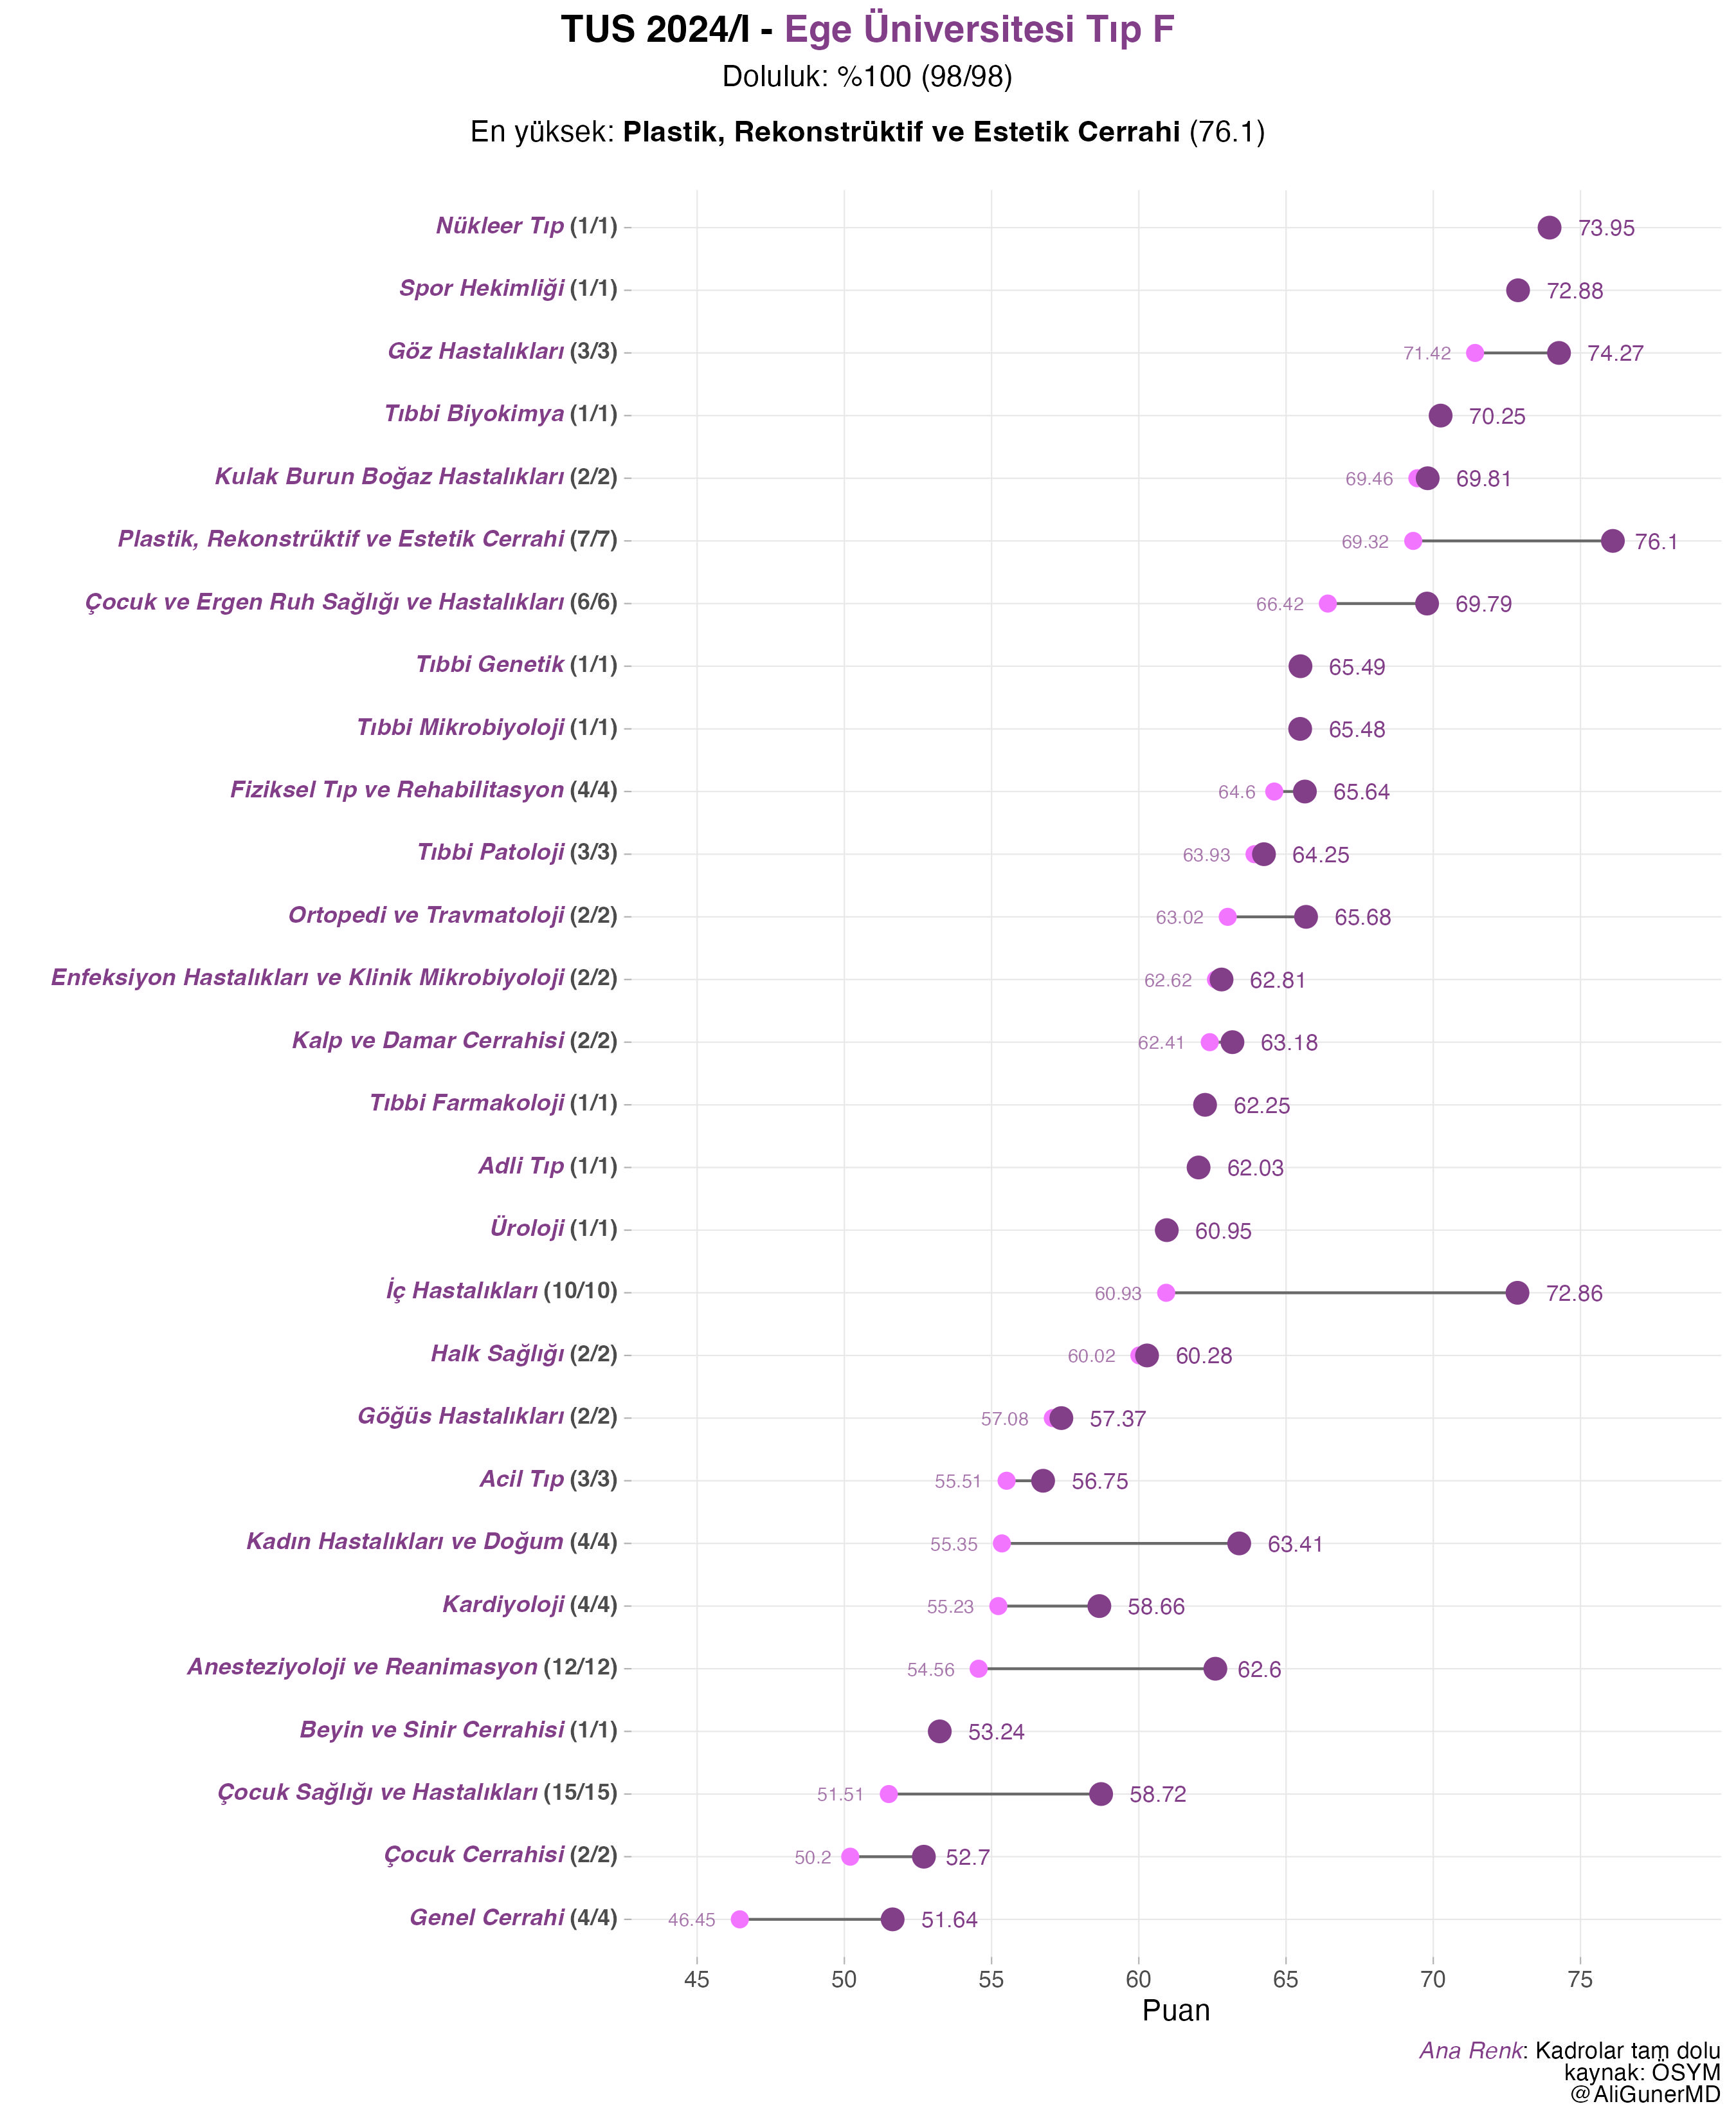 TUS 2024/I - Ege Üniversitesi Tıp F
Doluluk: %100 (98/98)
En yüksek: Plastik, Rekonstrüktif ve Estetik Cerrahi (76.1)
Nükleer Tıp (1/1) 73.95
Spor Hekimliği (1/1) 72.88
Göz Hastalıkları (3/3) 71.42 74.27
Tıbbi Biyokimya (1/1) 70.25
Kulak Burun Boğaz Hastalıkları (2/2) 69.46 69.81
Plastik, Rekonstrüktif ve Estetik Cerrahi (7/7) 69.32 76.1
Çocuk ve Ergen Ruh Sağlığı ve Hastalıkları (6/6) 66.42 69.79
Tıbbi Genetik (1/1) 65.49
Tıbbi Mikrobiyoloji (1/1) 65.48
Fiziksel Tıp ve Rehabilitasyon (4/4) 64.6 65.64
Tıbbi Patoloji (3/3) 63.93 64.25
Ortopedi ve Travmatoloji (2/2) 63.02 65.68
Enfeksiyon Hastalıkları ve Klinik Mikrobiyoloji (2/2) 62.62 62.81
Kalp ve Damar Cerrahisi (2/2) 62.41 63.18
Tıbbi Farmakoloji (1/1) 62.25
Adli Tıp (1/1) 62.03
Üroloji (1/1) 60.95
İç Hastalıkları (10/10) 60.93 72.86
Halk Sağlığı (2/2) 60.02 60.28
Göğüs Hastalıkları (2/2) 57.08 57.37
Acil Tıp (3/3) 55.51 56.75
Kadın Hastalıkları ve Doğum (4/4) 55.35 63.41
Kardiyoloji (4/4) 55.23 58.66
Anesteziyoloji ve Reanimasyon (12/12) 54.56 62.6
Beyin ve Sinir Cerrahisi (1/1) 53.24
Çocuk Sağlığı ve Hastalıkları (15/15) 51.51 58.72
Çocuk Cerrahisi (2/2) 50.2 52.7
Genel Cerrahi (4/4) 46.45 51.64
45 50 55 60 65 70 75
Puan
Ana Renk: Kadrolar tam dolu
kaynak: ÖSYM
@AliGunerMD